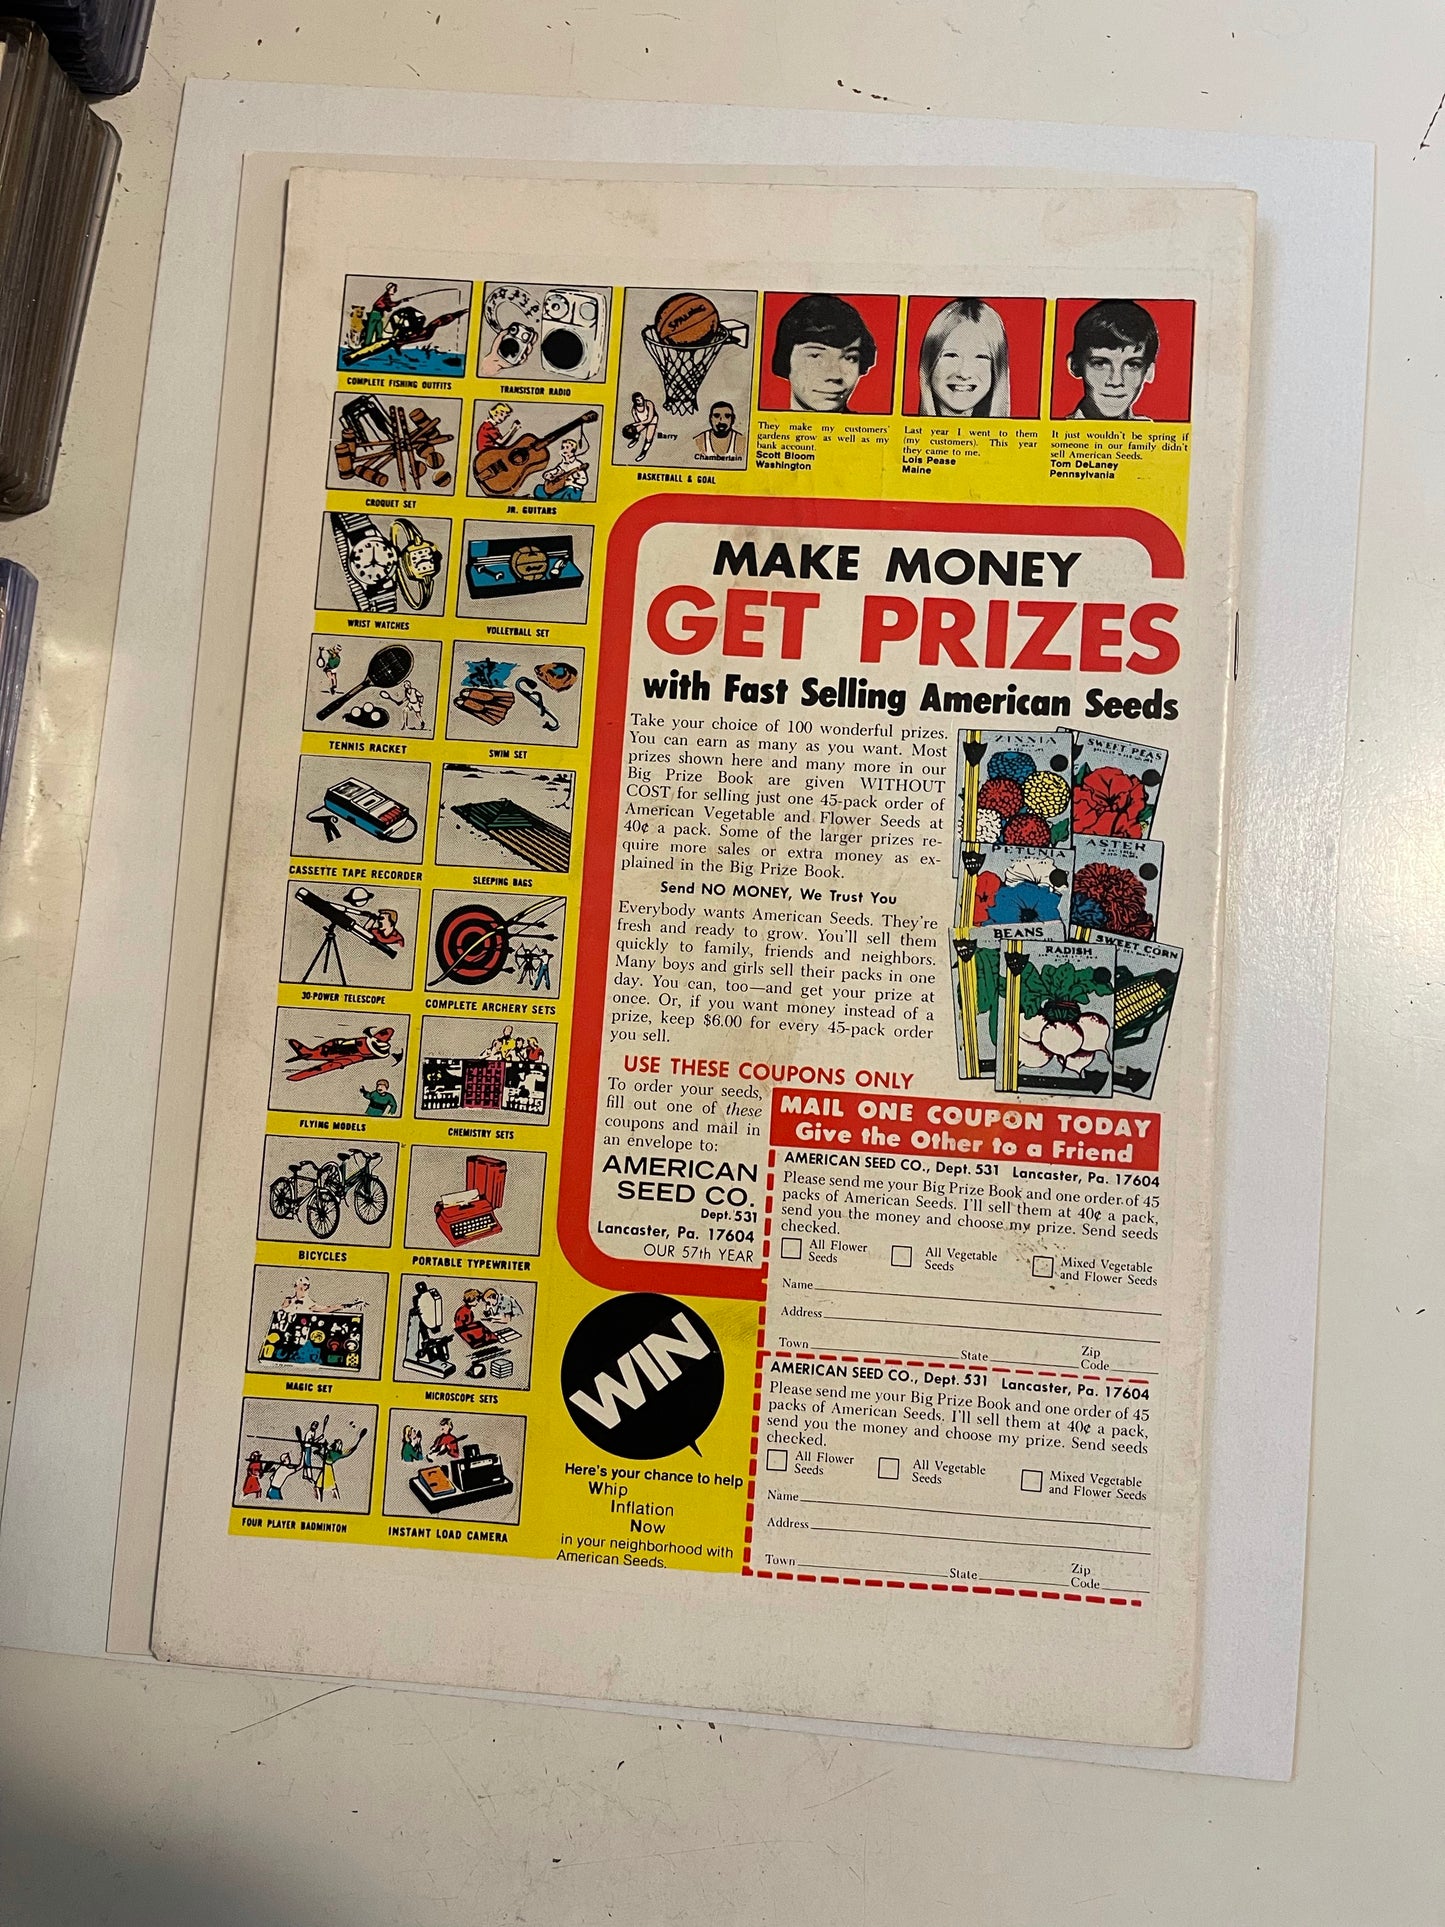 COMPLETE FISHING OUTFITS
TRANSISTOR RADIO
SPALDING
Barry
Chamberlain
BASKETBALL & GOAL
CROQUET SET
JR. GUITARS
WRIST WATCHES
VOLLEYBALL SET
TENNIS RACKET
SWIM SET
CASSETTE TAPE RECORDER
SLEEPING BAGS
30-POWER TELESCOPE
COMPLETE ARCHERY SETS
FLYING MODELS
CHEMISTRY SETS
BICYCLES
PORTABLE TYPEWRITER
MAGIC SET
MICROSCOPE SETS
FOUR PLAYER BADMINTON
INSTANT LOAD CAMERA
They make my customers'
gardens grow as well as my
bank account.
Scott Bloom
Washington
Last year I went to them
(my customers). This year
they came to me.
Lois Pease
Maine
It just wouldn't be spring if
someone in our family didn't
sell American Seeds.
Tom DeLaney
Pennsylvania
MAKE MONEY
GET PRIZES
with Fast Selling American Seeds
Take your choice of 100 wonderful prizes.
You can earn as many as you want. Most
prizes shown here and many more in our
Big Prize Book are given WITHOUT
COST for selling just one 45-pack order of
American Vegetable and Flower Seeds at
40¢ a pack. Some of the larger prizes re-
quire more sales or extra money as ex-
plained in the Big Prize Book.
Send NO MONEY, We Trust You
Everybody wants American Seeds. They're
fresh and ready to grow. You'll sell them
quickly to family, friends and neighbors.
Many boys and girls sell their packs in one
day. You can, too—and get your prize at
once. Or, if you want money instead of a
prize, keep $6.00 for every 45-pack order
you sell.
ZINNIA
SWEET PEAS
PETUNIA
ASTER
BEANS
RADISH
SWEET CORN
USE THESE COUPONS ONLY
To order your seeds,
fill out one of these
coupons and mail in
an envelope to:
AMERICAN
SEED CO.
Dept. 531
Lancaster, Pa. 17604
OUR 57th YEAR
MAIL ONE COUPON TODAY
Give the Other to a Friend
AMERICAN SEED CO., Dept. 531 Lancaster, Pa. 17604
Please send me your Big Prize Book and one order of 45
packs of American Seeds. I'll sell them at 40¢ a pack,
send you the money and choose my prize. Send seeds
checked.
All Flower Seeds
All Vegetable Seeds
Mixed Vegetable and Flower Seeds
Name
Address
Town State Zip Code
AMERICAN SEED CO., Dept. 531 Lancaster, Pa. 17604
Please send me your Big Prize Book and one order of 45
packs of American Seeds. I'll sell them at 40¢ a pack,
send you the money and choose my prize. Send seeds
checked.
All Flower Seeds
All Vegetable Seeds
Mixed Vegetable and Flower Seeds
Name
Address
Town State Zip Code
WIN
Here's your chance to help
Whip
Inflation
Now
in your neighborhood with
American Seeds.